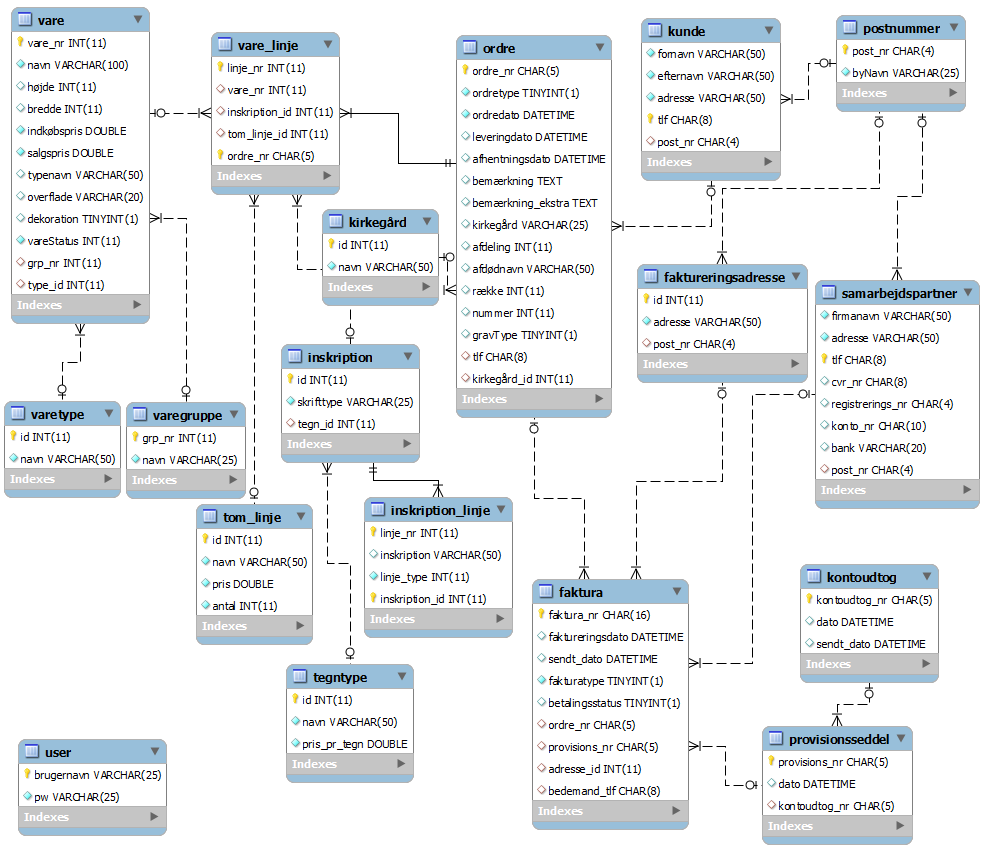 vare
vare_nr INT(11)
navn VARCHAR(100)
højde INT(11)
bredde INT(11)
indkøbspris DOUBLE
salgspris DOUBLE
typenavn VARCHAR(50)
overflade VARCHAR(20)
dekoration TINYINT(1)
vareStatus INT(11)
grp_nr INT(11)
type_id INT(11)
Indexes
vare_linje
linje_nr INT(11)
vare_nr INT(11)
inskription_id INT(11)
tom_linje_id INT(11)
ordre_nr CHAR(5)
Indexes
ordre
ordre_nr CHAR(5)
ordretype TINYINT(1)
ordredato DATETIME
leveringdato DATETIME
afhentningsdato DATETIME
bemærkning TEXT
bemærkning_ekstra TEXT
kirkegård VARCHAR(25)
afdeling INT(11)
afdødnavn VARCHAR(50)
række INT(11)
nummer INT(11)
gravType TINYINT(1)
tlf CHAR(8)
kirkegård_id INT(11)
Indexes
kunde
fornavn VARCHAR(50)
efternavn VARCHAR(50)
adresse VARCHAR(50)
tlf CHAR(8)
post_nr CHAR(4)
Indexes
postnummer
post_nr CHAR(4)
byNavn VARCHAR(25)
Indexes
kirkegård
id INT(11)
navn VARCHAR(50)
Indexes
faktureringsadresse
id INT(11)
adresse VARCHAR(50)
post_nr CHAR(4)
Indexes
samarbejdspartner
firmanavn VARCHAR(50)
adresse VARCHAR(50)
tlf CHAR(8)
cvr_nr CHAR(8)
registrerings_nr CHAR(4)
konto_nr CHAR(10)
bank VARCHAR(20)
post_nr CHAR(4)
Indexes
inskription
id INT(11)
skrifttype VARCHAR(25)
tegn_id INT(11)
Indexes
varetype
id INT(11)
navn VARCHAR(50)
Indexes
varegruppe
grp_nr INT(11)
navn VARCHAR(25)
Indexes
tom_linje
id INT(11)
navn VARCHAR(50)
pris DOUBLE
antal INT(11)
Indexes
inskription_linje
linje_nr INT(11)
inskription VARCHAR(50)
linje_type INT(11)
inskription_id INT(11)
Indexes
faktura
faktura_nr CHAR(16)
faktureringsdato DATETIME
sendt_dato DATETIME
fakturatype TINYINT(1)
betalingsstatus TINYINT(1)
ordre_nr CHAR(5)
provisions_nr CHAR(5)
adresse_id INT(11)
bedemand_tlf CHAR(8)
Indexes
kontoudtog
kontoudtog_nr CHAR(5)
dato DATETIME
sendt_dato DATETIME
Indexes
tegntype
id INT(11)
navn VARCHAR(50)
pris_pr_tegn DOUBLE
Indexes
provisionsseddel
provisions_nr CHAR(5)
dato DATETIME
kontoudtog_nr CHAR(5)
Indexes
user
brugernavn VARCHAR(25)
pw VARCHAR(25)
Indexes